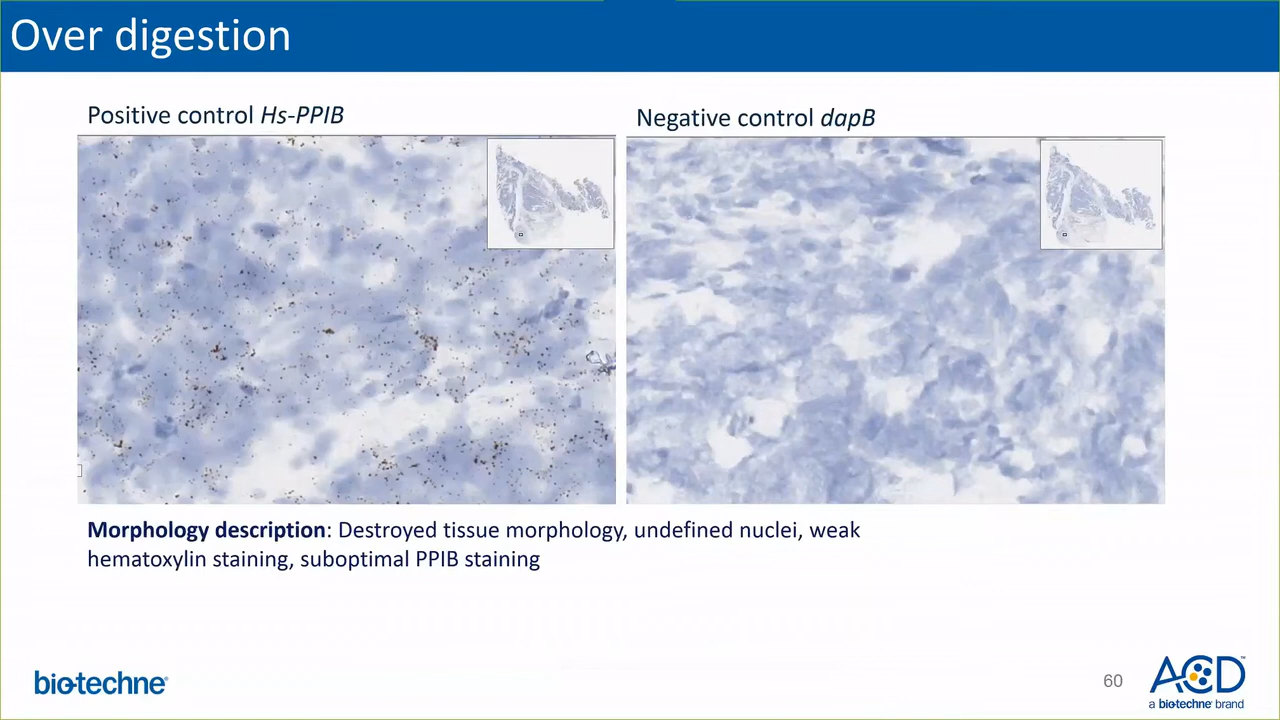 Over digestion
Positive control Hs-PPIB
Negative control dapB
Morphology description: Destroyed tissue morphology, undefined nuclei, weak
hematoxylin staining, suboptimal PPIB staining
bio-techne®
60
ACD™
a bio-techne brand